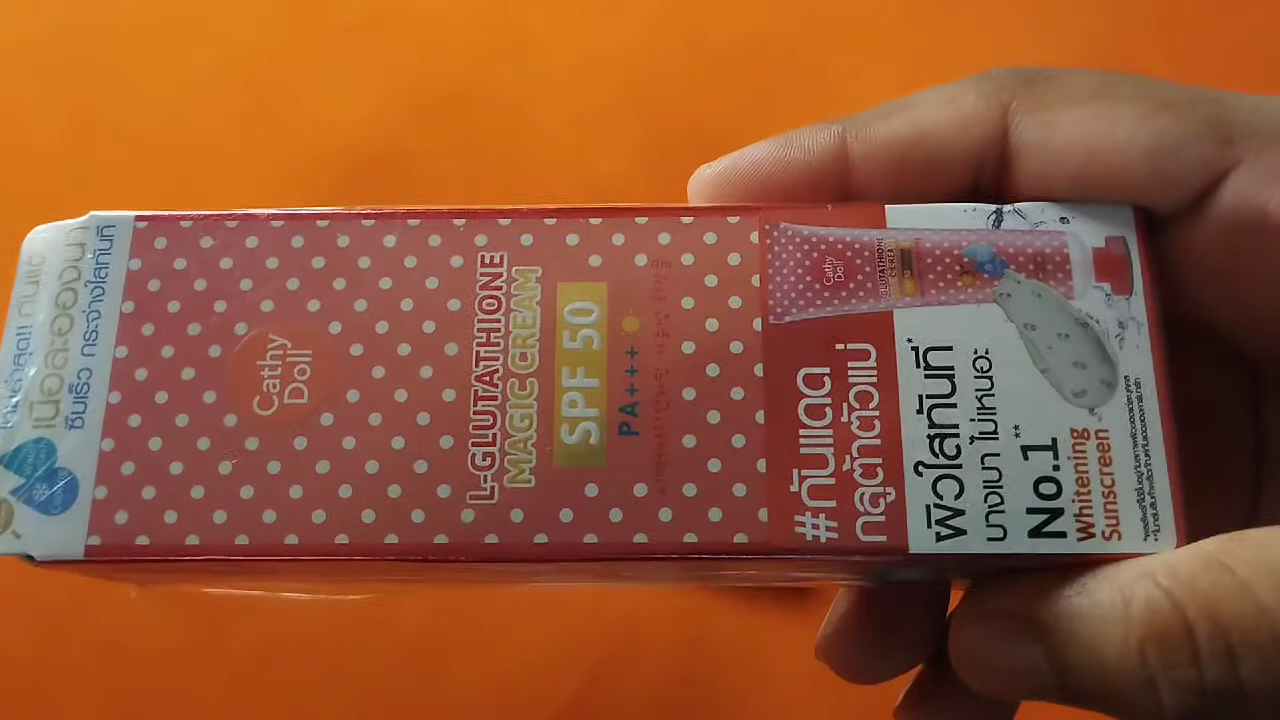 เนื้อละอองน้ำ
ซึมเร็ว กระจ่างใสทันที
Cathy
Doll
L-GLUTATHIONE
MAGIC CREAM
SPF 50
PA+++
Cathy
Doll
#กันแดด
กลูต้าตัวแม่
ผิวใสทันที*
บางเบา ไม่เหนอะ
No.1**
Whitening
Sunscreen